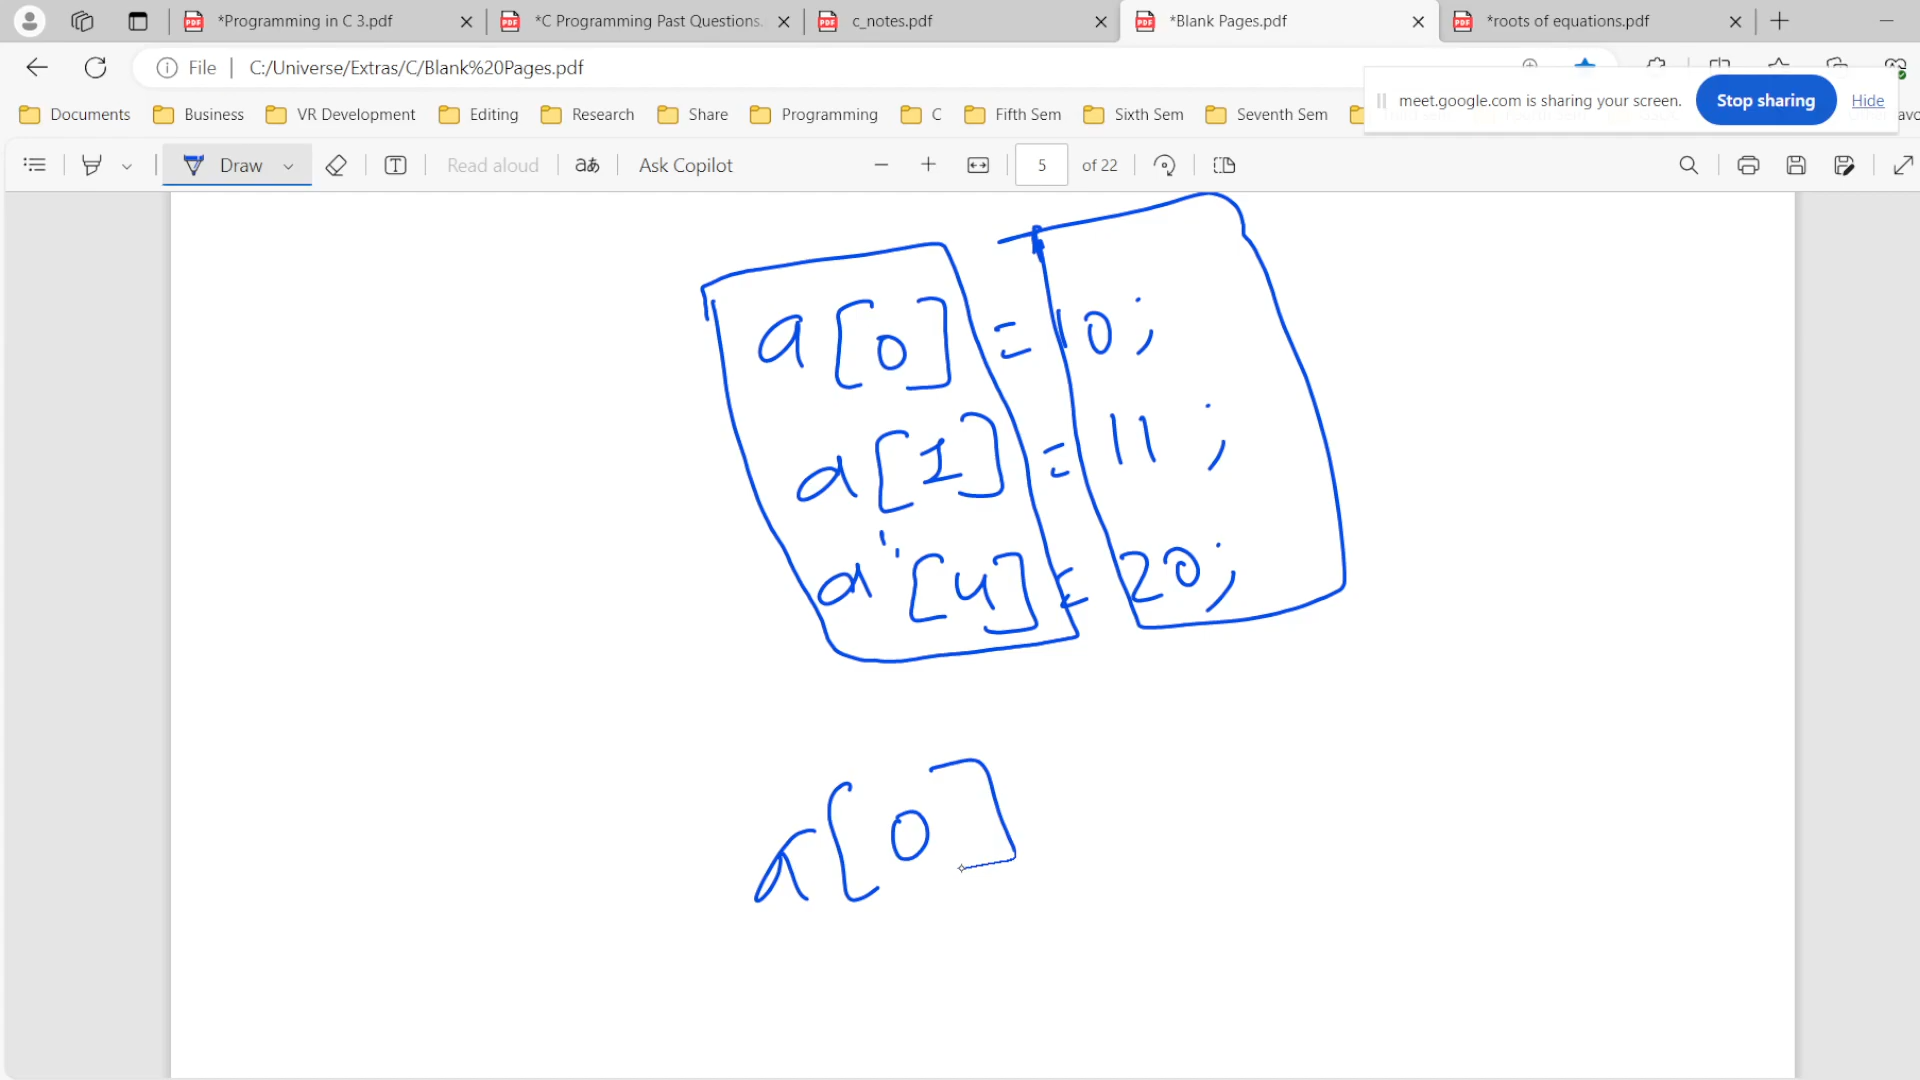 *Programming in C 3.pdf
*C Programming Past Questions.
c_notes.pdf
*Blank Pages.pdf
*roots of equations.pdf
File
C:/Universe/Extras/C/Blank%20Pages.pdf
meet.google.com is sharing your screen.
Stop sharing
Hide
Documents
Business
VR Development
Editing
Research
Share
Programming
C
Fifth Sem
Sixth Sem
Seventh Sem
Draw
Read aloud
aあ
Ask Copilot
5
of 22
a[0] = 10;
a[1] = 11;
a[4] = 20;
a[0]